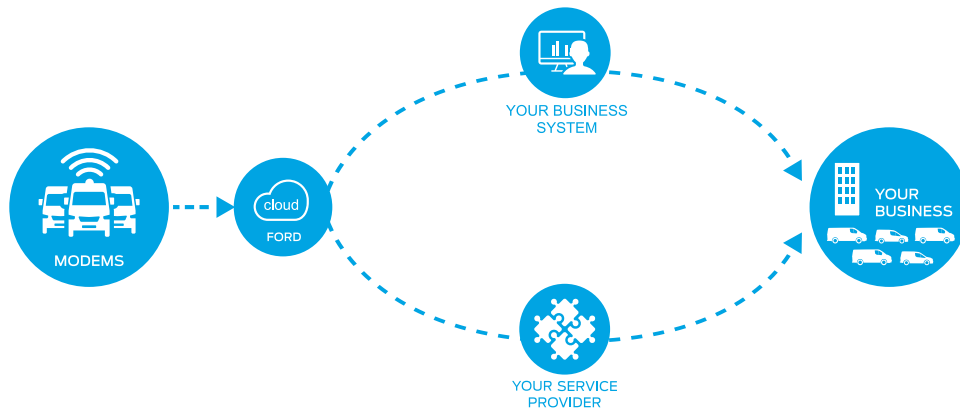 MODEMS
cloud
FORD
YOUR BUSINESS
SYSTEM
YOUR SERVICE
PROVIDER
YOUR
BUSINESS